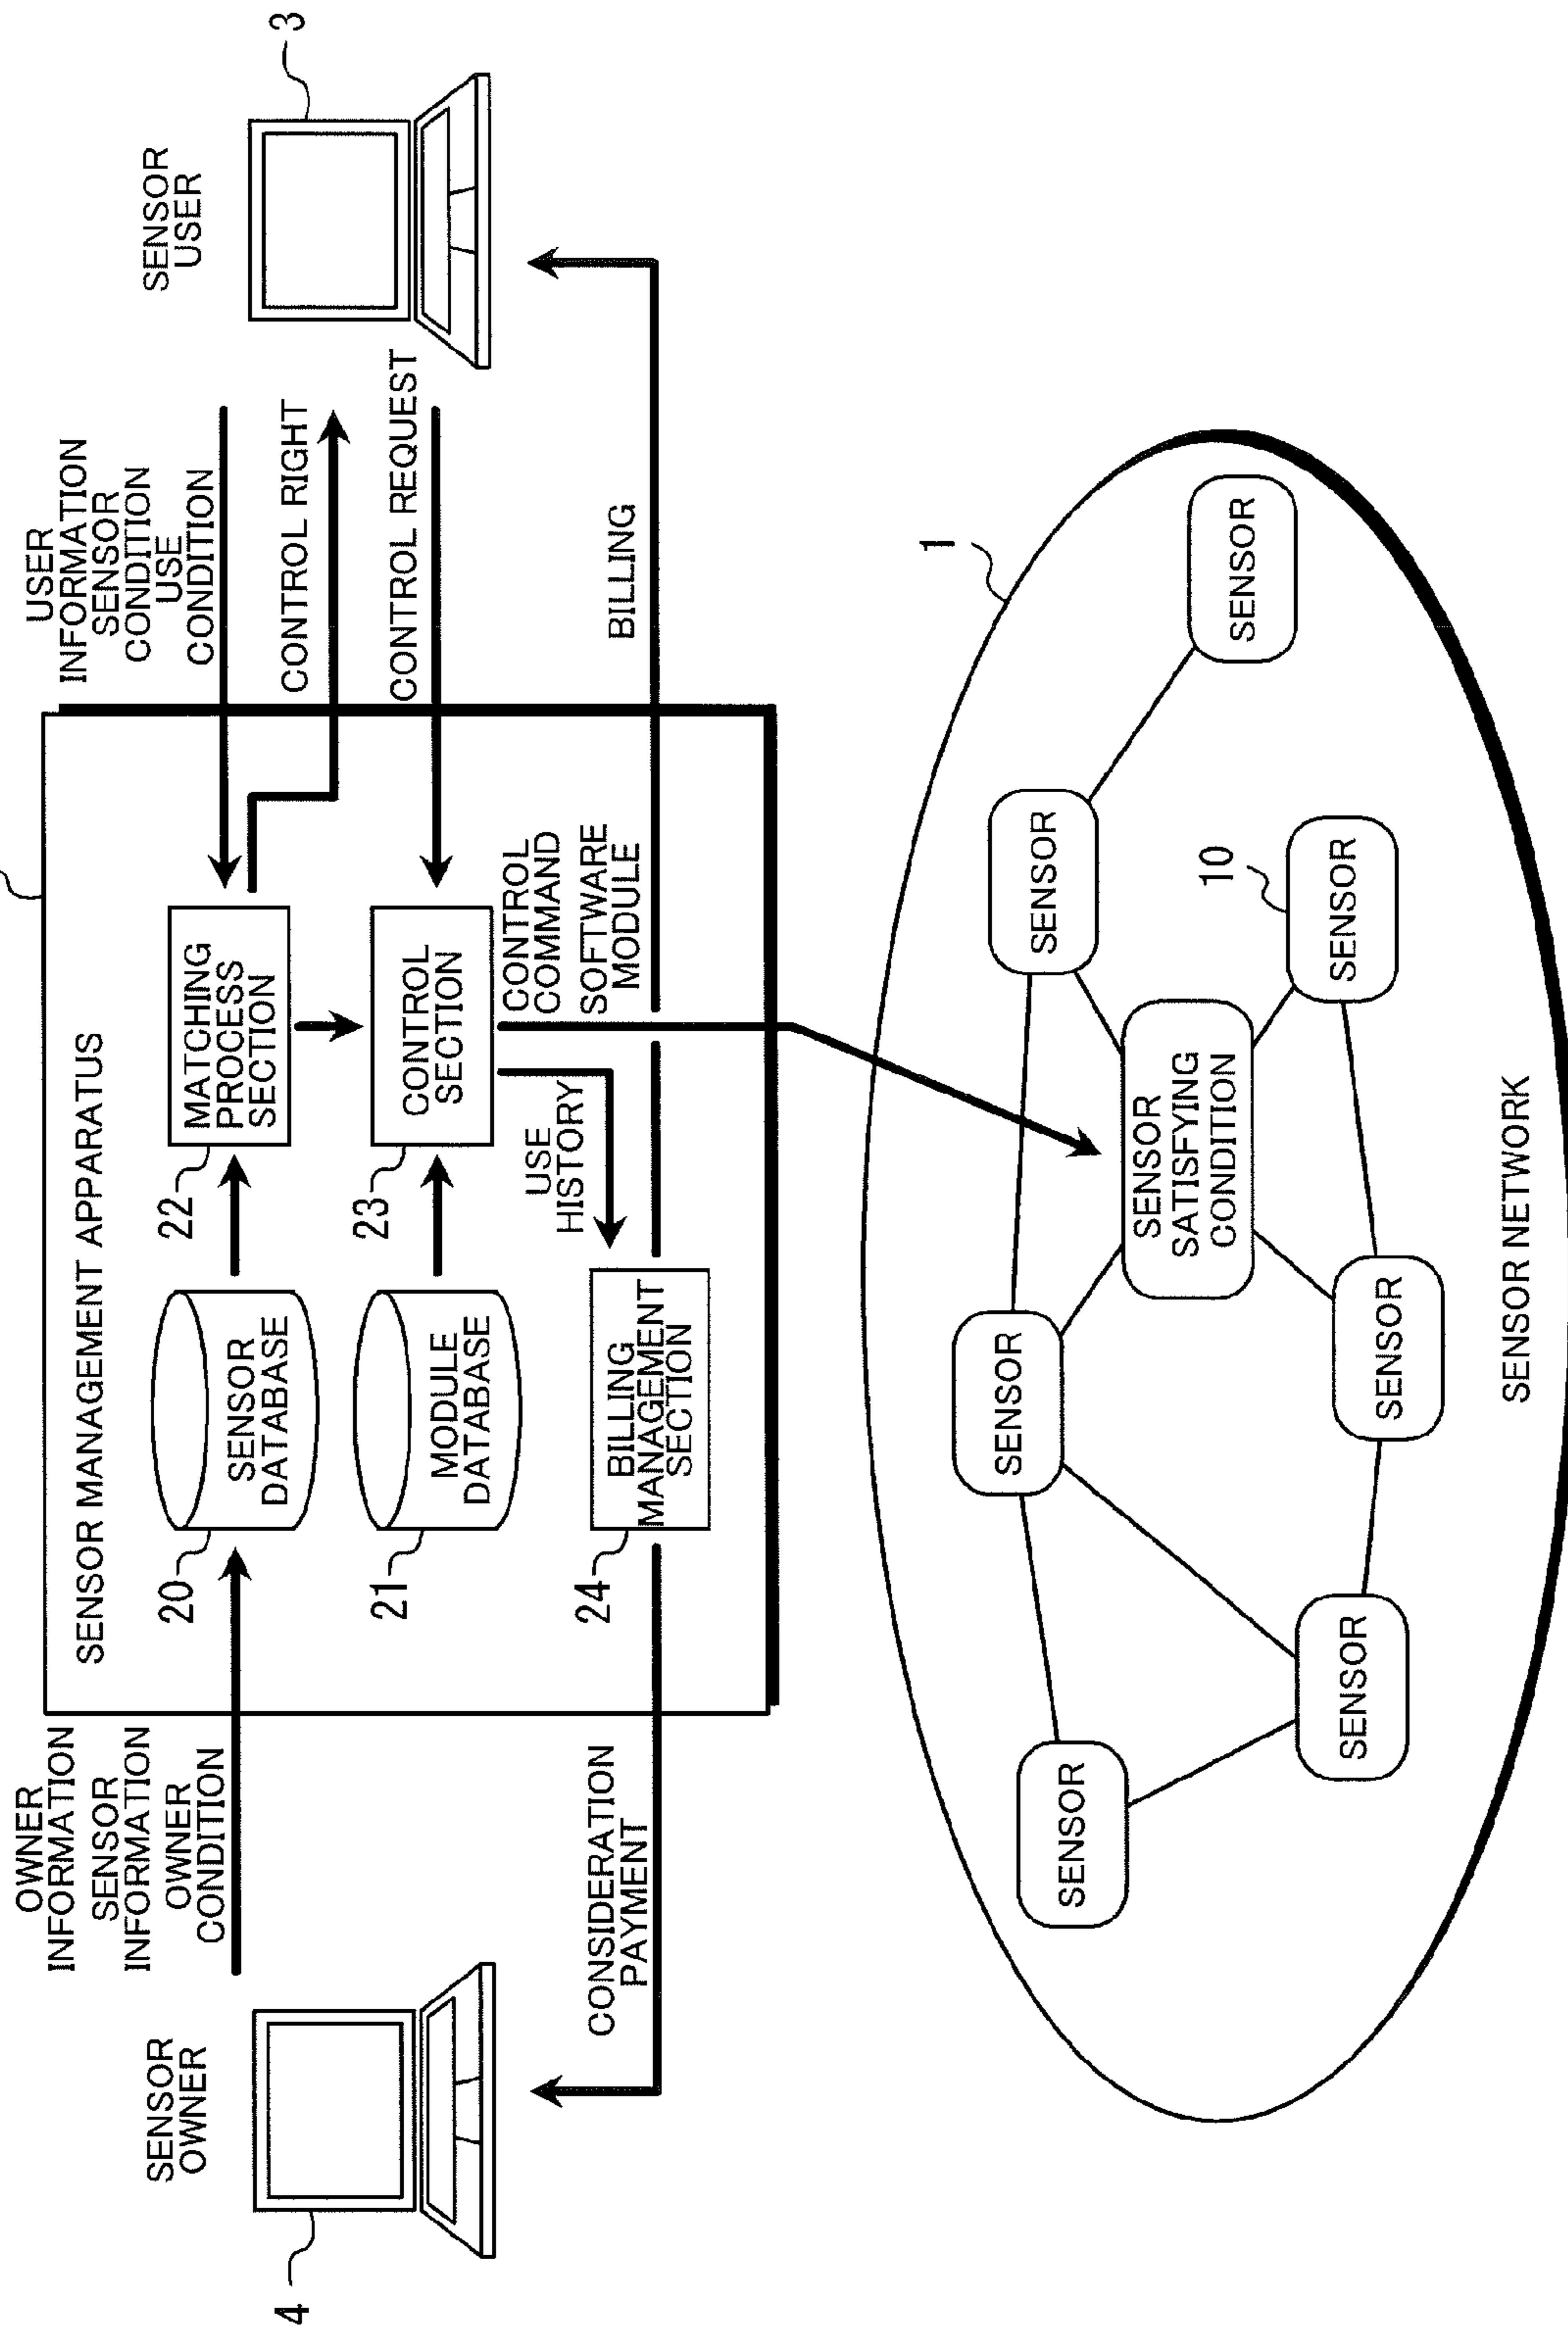 SENSOR MANAGEMENT APPARATUS
SENSOR
OWNER
4
OWNER
INFORMATION
SENSOR
INFORMATION
OWNER
CONDITION
20
SENSOR
DATABASE
22
MATCHING
PROCESS
SECTION
USER
INFORMATION
SENSOR
CONDITION
USE
CONDITION
CONTROL RIGHT
CONTROL REQUEST
SENSOR
USER
3
21
MODULE
DATABASE
23
CONTROL
SECTION
USE
HISTORY
CONTROL
COMMAND
SOFTWARE
MODULE
CONSIDERATION
PAYMENT
24
BILLING
MANAGEMENT
SECTION
BILLING
1
SENSOR
SENSOR
SENSOR
SENSOR
SENSOR
SATISFYING
CONDITION
10
SENSOR
SENSOR
SENSOR
SENSOR NETWORK